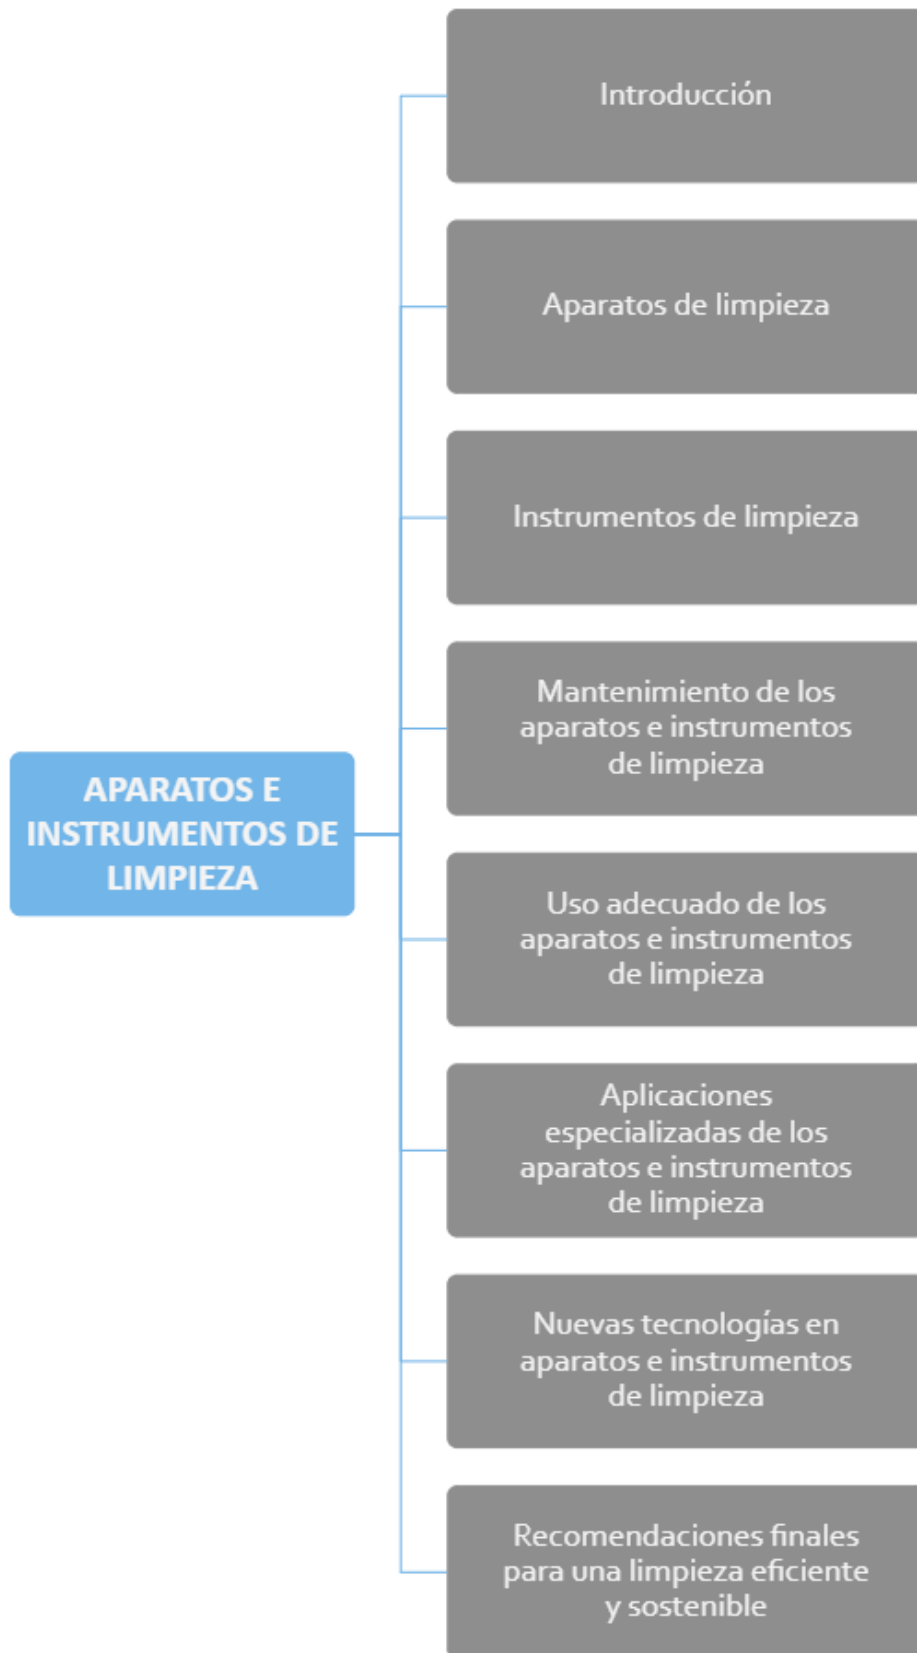 Introducción
Aparatos de limpieza
Instrumentos de limpieza
Mantenimiento de los
aparatos e instrumentos
de limpieza
APARATOS E
INSTRUMENTOS DE
LIMPIEZA
Uso adecuado de los
aparatos e instrumentos
de limpieza
Aplicaciones
especializadas de los
aparatos e instrumentos
de limpieza
Nuevas tecnologías en
aparatos e instrumentos
de limpieza
Recomendaciones finales
para una limpieza eficiente
y sostenible